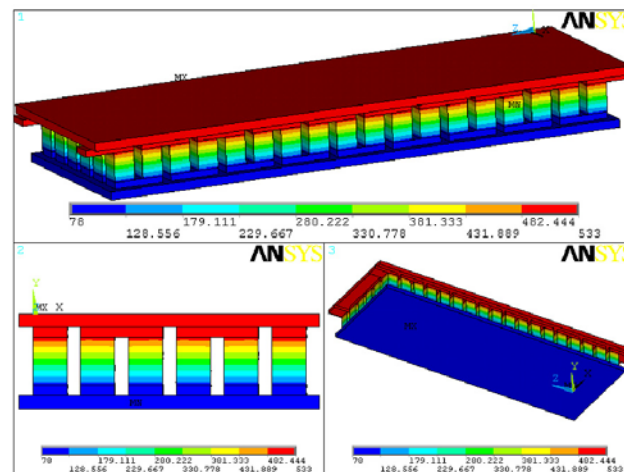 1
ANSYS
Z
MX
MN
78 179.111 280.222 381.333 482.444
128.556 229.667 330.778 431.889 533
2
ANSYS
Y
MX X
MN
78 179.111 280.222 381.333 482.444
128.556 229.667 330.778 431.889 533
3
ANSYS
Y
Z X
78 179.111 280.222 381.333 482.444
128.556 229.667 330.778 431.889 533